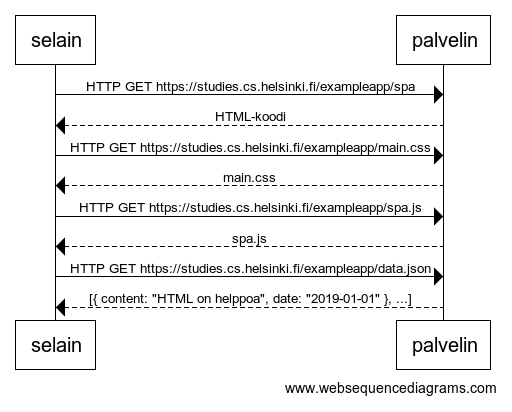 selain
palvelin
HTTP GET https://studies.cs.helsinki.fi/exampleapp/spa
HTML-koodi
HTTP GET https://studies.cs.helsinki.fi/exampleapp/main.css
main.css
HTTP GET https://studies.cs.helsinki.fi/exampleapp/spa.js
spa.js
HTTP GET https://studies.cs.helsinki.fi/exampleapp/data.json
[{ content: "HTML on helppoa", date: "2019-01-01" }, ...]
selain
palvelin
www.websequencediagrams.com